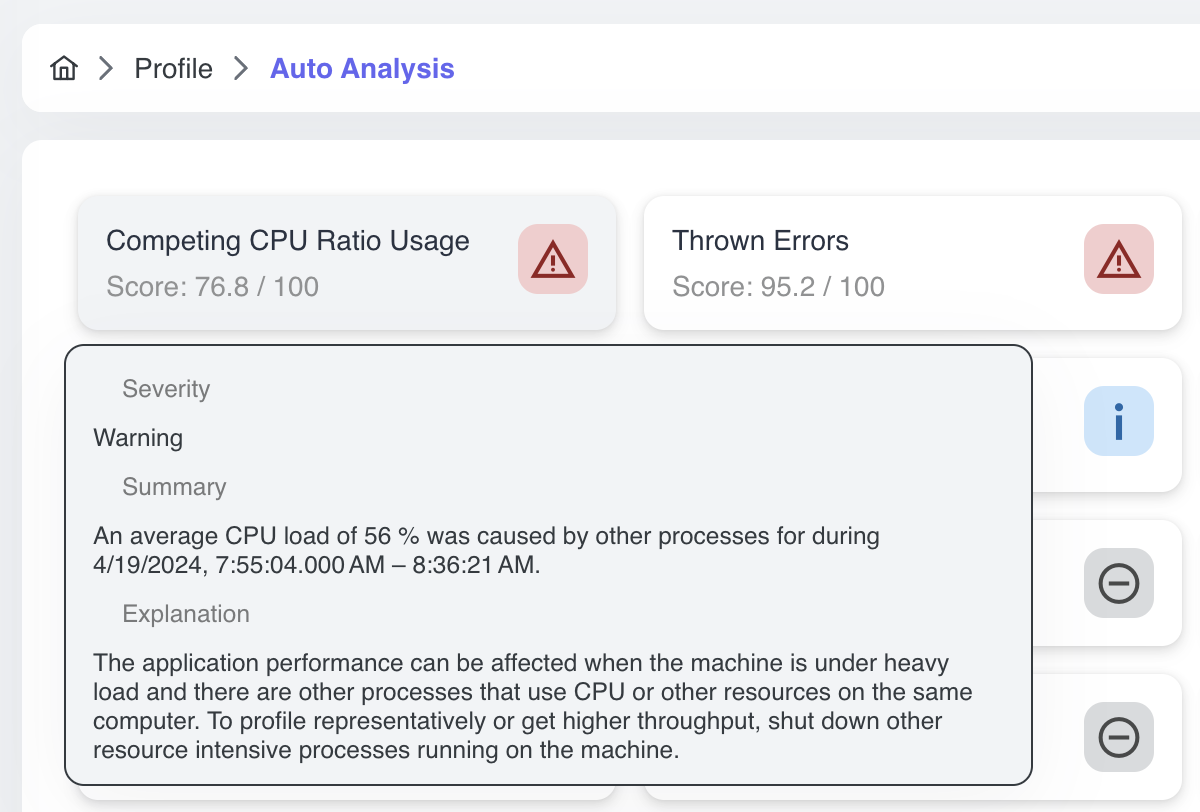 Profile
Auto Analysis
Competing CPU Ratio Usage
Score: 76.8 / 100
Thrown Errors
Score: 95.2 / 100
Severity
Warning
Summary
An average CPU load of 56 % was caused by other processes for during
4/19/2024, 7:55:04.000 AM – 8:36:21 AM.
Explanation
The application performance can be affected when the machine is under heavy
load and there are other processes that use CPU or other resources on the same
computer. To profile representatively or get higher throughput, shut down other
resource intensive processes running on the machine.